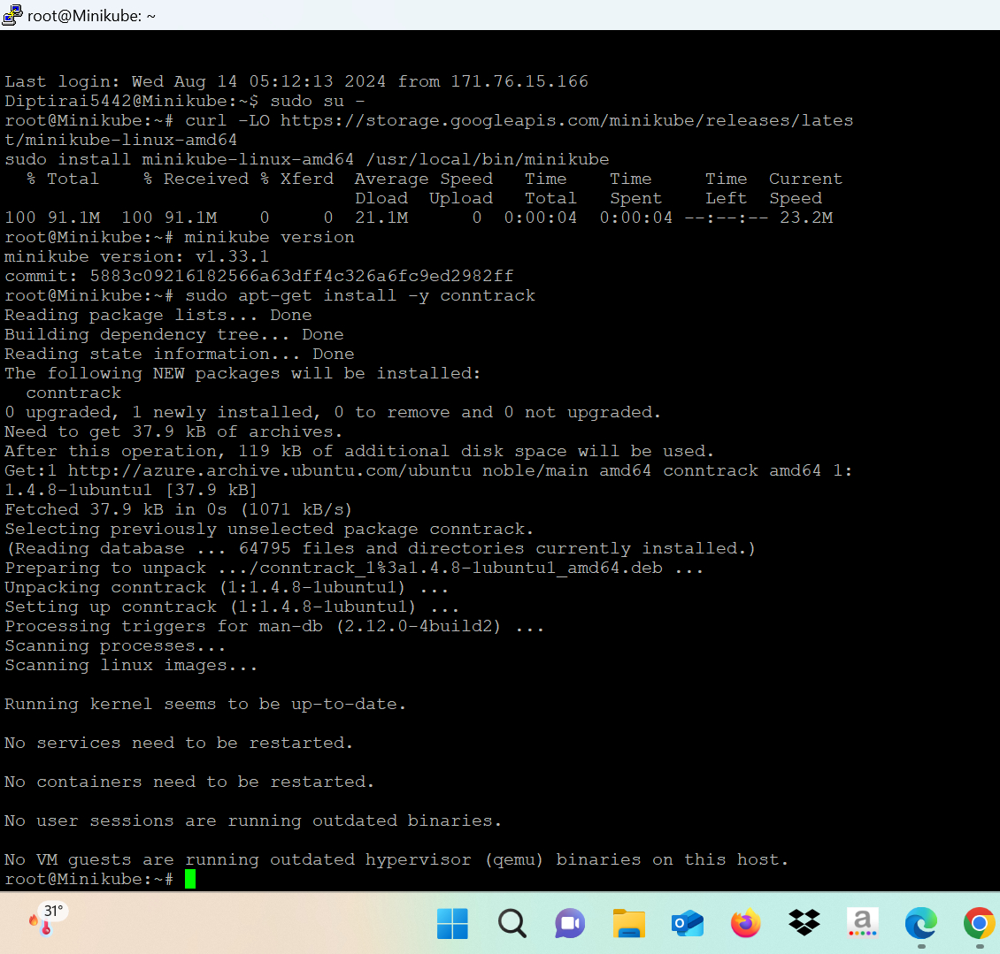 root@Minikube: ~
Last login: Wed Aug 14 05:12:13 2024 from 171.76.15.166
Diptirai5442@Minikube:~$ sudo su -
root@Minikube:~# curl -LO https://storage.googleapis.com/minikube/releases/lates
t/minikube-linux-amd64
sudo install minikube-linux-amd64 /usr/local/bin/minikube
  % Total    % Received % Xferd  Average Speed   Time    Time     Time  Current
                                 Dload  Upload   Total   Spent    Left  Speed
100 91.1M  100 91.1M    0     0  21.1M      0  0:00:04  0:00:04 --:--:-- 23.2M
root@Minikube:~# minikube version
minikube version: v1.33.1
commit: 5883c09216182566a63dff4c326a6fc9ed2982ff
root@Minikube:~# sudo apt-get install -y conntrack
Reading package lists... Done
Building dependency tree... Done
Reading state information... Done
The following NEW packages will be installed:
  conntrack
0 upgraded, 1 newly installed, 0 to remove and 0 not upgraded.
Need to get 37.9 kB of archives.
After this operation, 119 kB of additional disk space will be used.
Get:1 http://azure.archive.ubuntu.com/ubuntu noble/main amd64 conntrack amd64 1:
1.4.8-1ubuntu1 [37.9 kB]
Fetched 37.9 kB in 0s (1071 kB/s)
Selecting previously unselected package conntrack.
(Reading database ... 64795 files and directories currently installed.)
Preparing to unpack .../conntrack_1%3a1.4.8-1ubuntu1_amd64.deb ...
Unpacking conntrack (1:1.4.8-1ubuntu1) ...
Setting up conntrack (1:1.4.8-1ubuntu1) ...
Processing triggers for man-db (2.12.0-4build2) ...
Scanning processes...
Scanning linux images...
Running kernel seems to be up-to-date.
No services need to be restarted.
No containers need to be restarted.
No user sessions are running outdated binaries.
No VM guests are running outdated hypervisor (qemu) binaries on this host.
root@Minikube:~#
31°
a